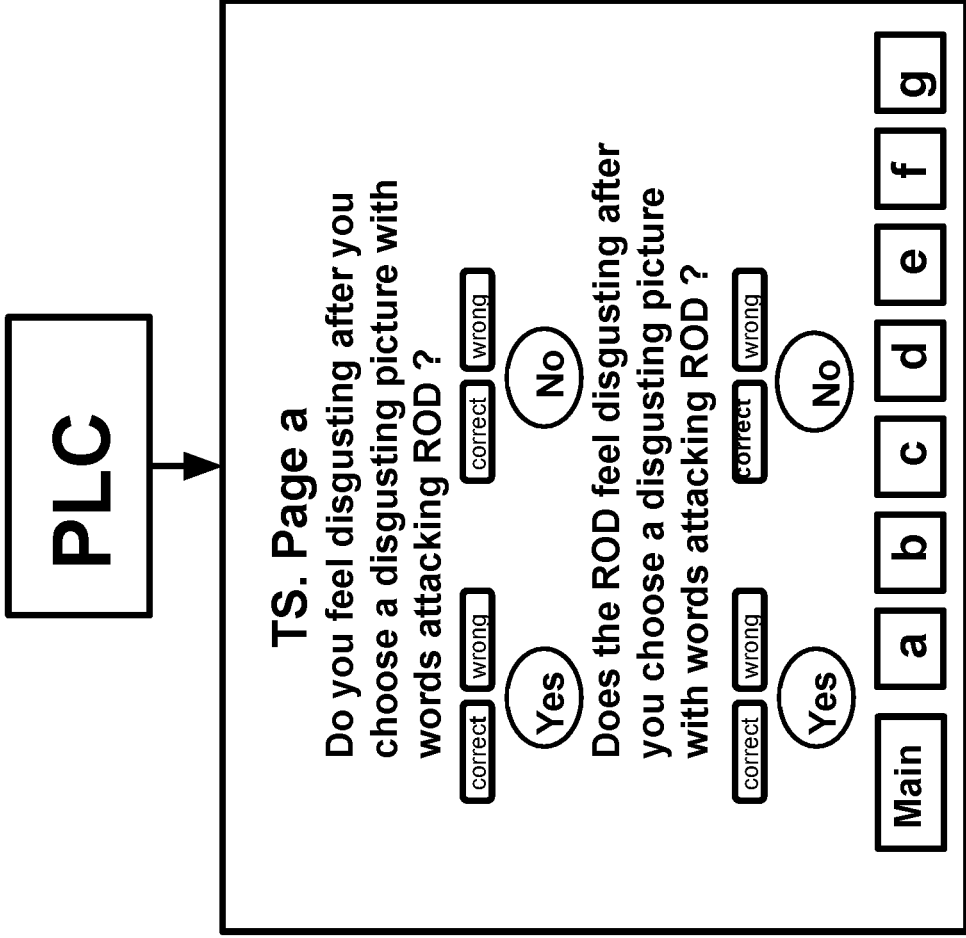 PLC
TS. Page a
Do you feel disgusting after you
choose a disgusting picture with
words attacking ROD ?
correct wrong correct wrong
Yes No
Does the ROD feel disgusting after
you choose a disgusting picture
with words attacking ROD ?
correct wrong correct wrong
Yes No
Main a b c d e f g